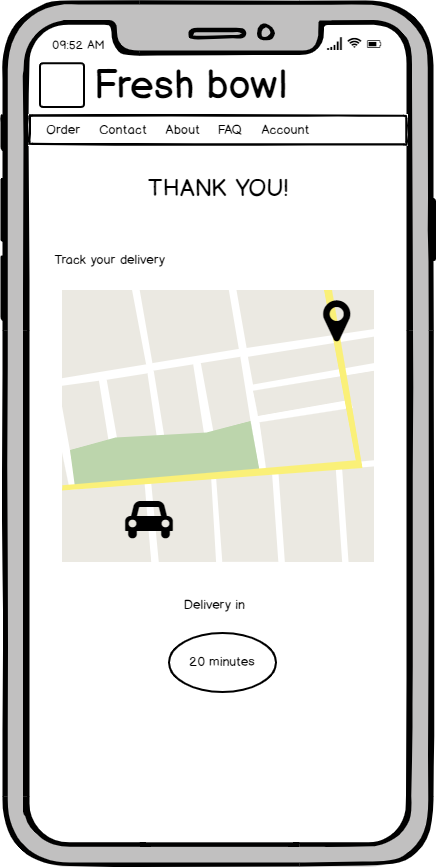 09:52 AM
Fresh bowl
Order Contact About FAQ Account
THANK YOU!
Track your delivery
Delivery in
20 minutes